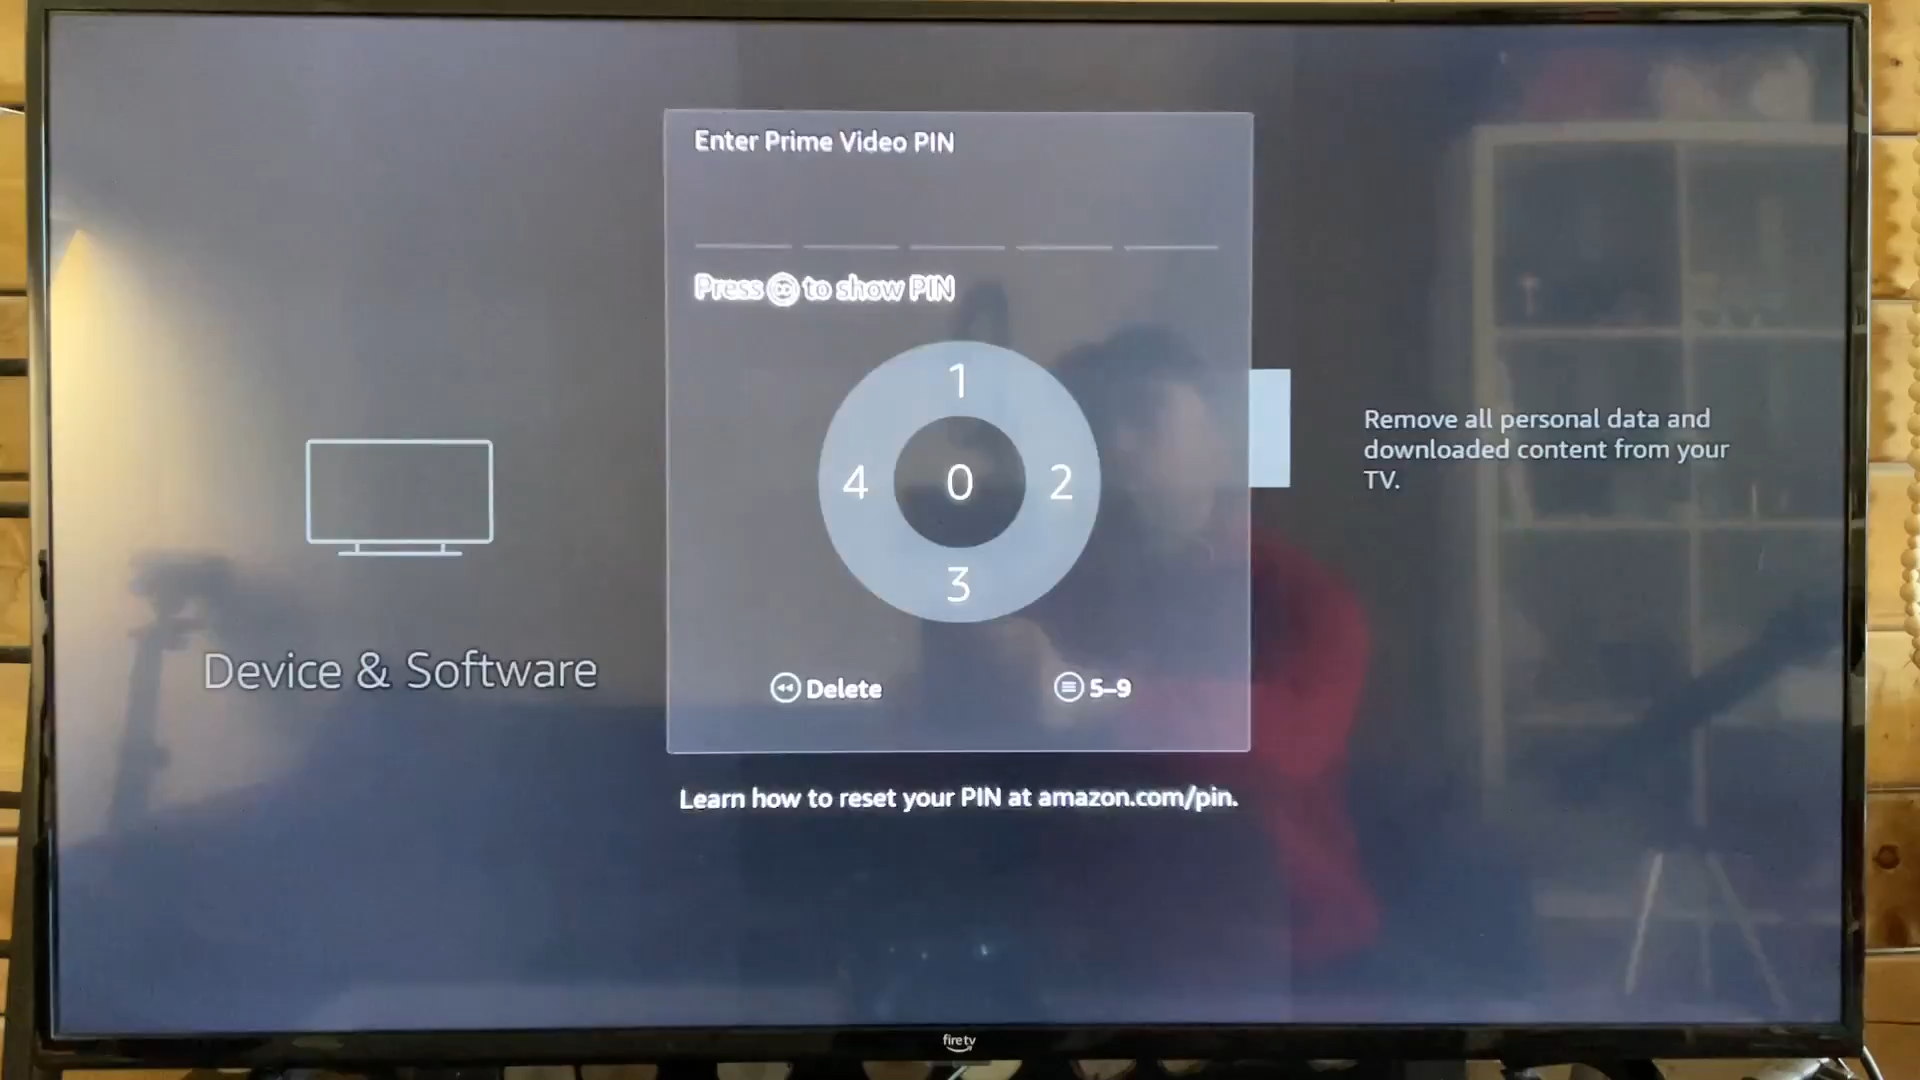 Enter Prime Video PIN
Press CC to show PIN
1
4 0 2
3
Delete
5–9
Device & Software
Remove all personal data and
downloaded content from your
TV.
Learn how to reset your PIN at amazon.com/pin.
fire tv